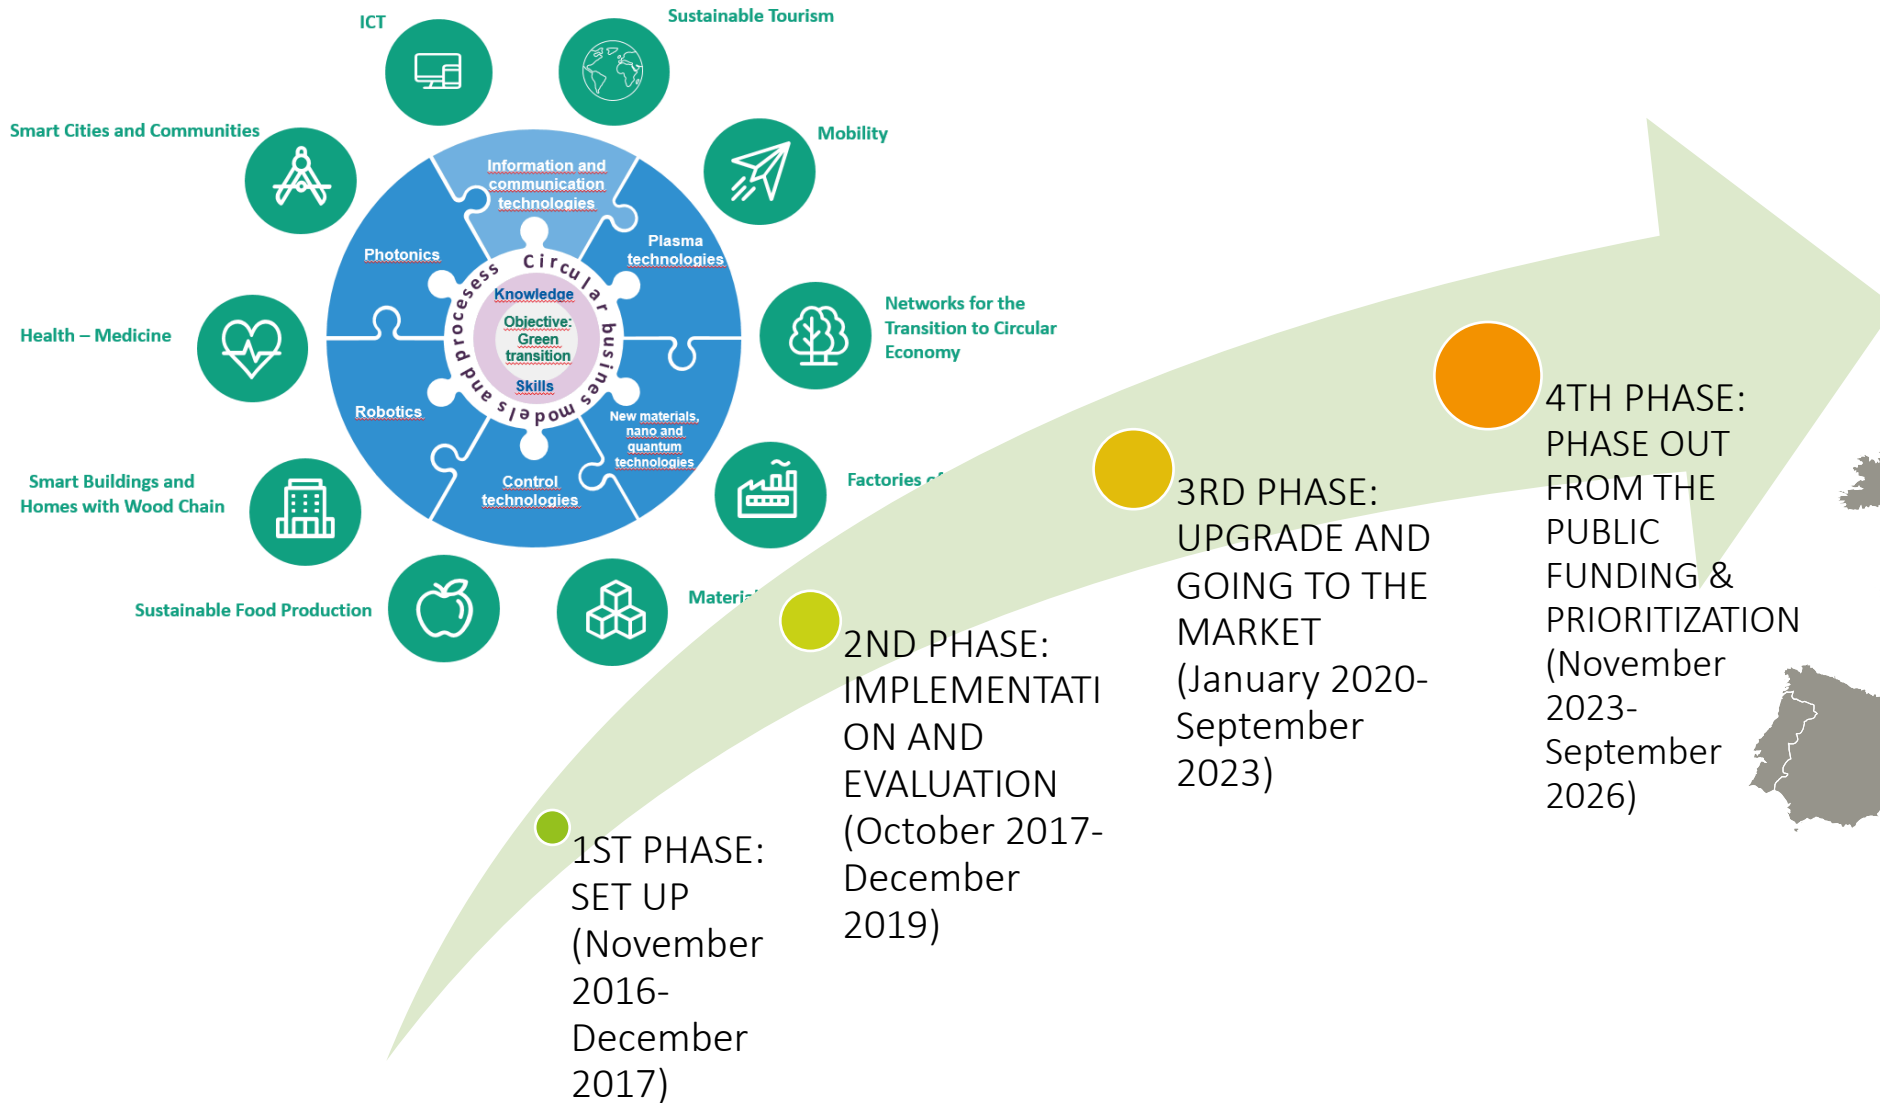 ICT
Sustainable Tourism
Smart Cities and Communities
Mobility
Information and
communication
technologies
Photonics
Plasma
technologies
Circular busines models and procesess
Knowledge
Objective:
Green
transition
Skills
Networks for the
Transition to Circular
Economy
Health – Medicine
Robotics
New materials,
nano and
quantum
technologies
Control
technologies
Smart Buildings and
Homes with Wood Chain
Factories
Sustainable Food Production
1ST PHASE:
SET UP
(November
2016-
December
2017)
2ND PHASE:
IMPLEMENTATI
ON AND
EVALUATION
(October 2017-
December
2019)
3RD PHASE:
UPGRADE AND
GOING TO THE
MARKET
(January 2020-
September
2023)
4TH PHASE:
PHASE OUT
FROM THE
PUBLIC
FUNDING &
PRIORITIZATION
(November
2023-
September
2026)